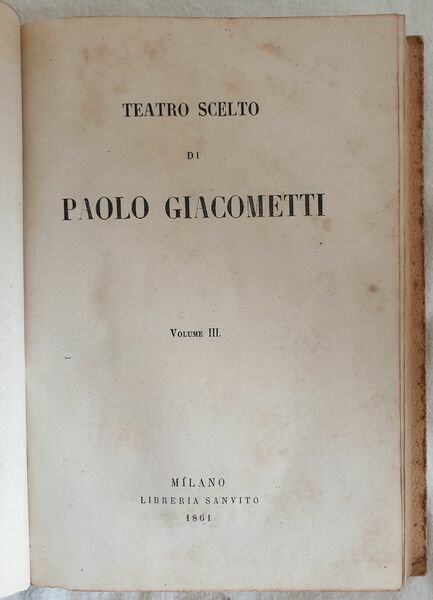 TEATRO SCELTO
DI
PAOLO GIACOMETTI
VOLUME III.
MILANO
LIBRERIA SANVITO
1861